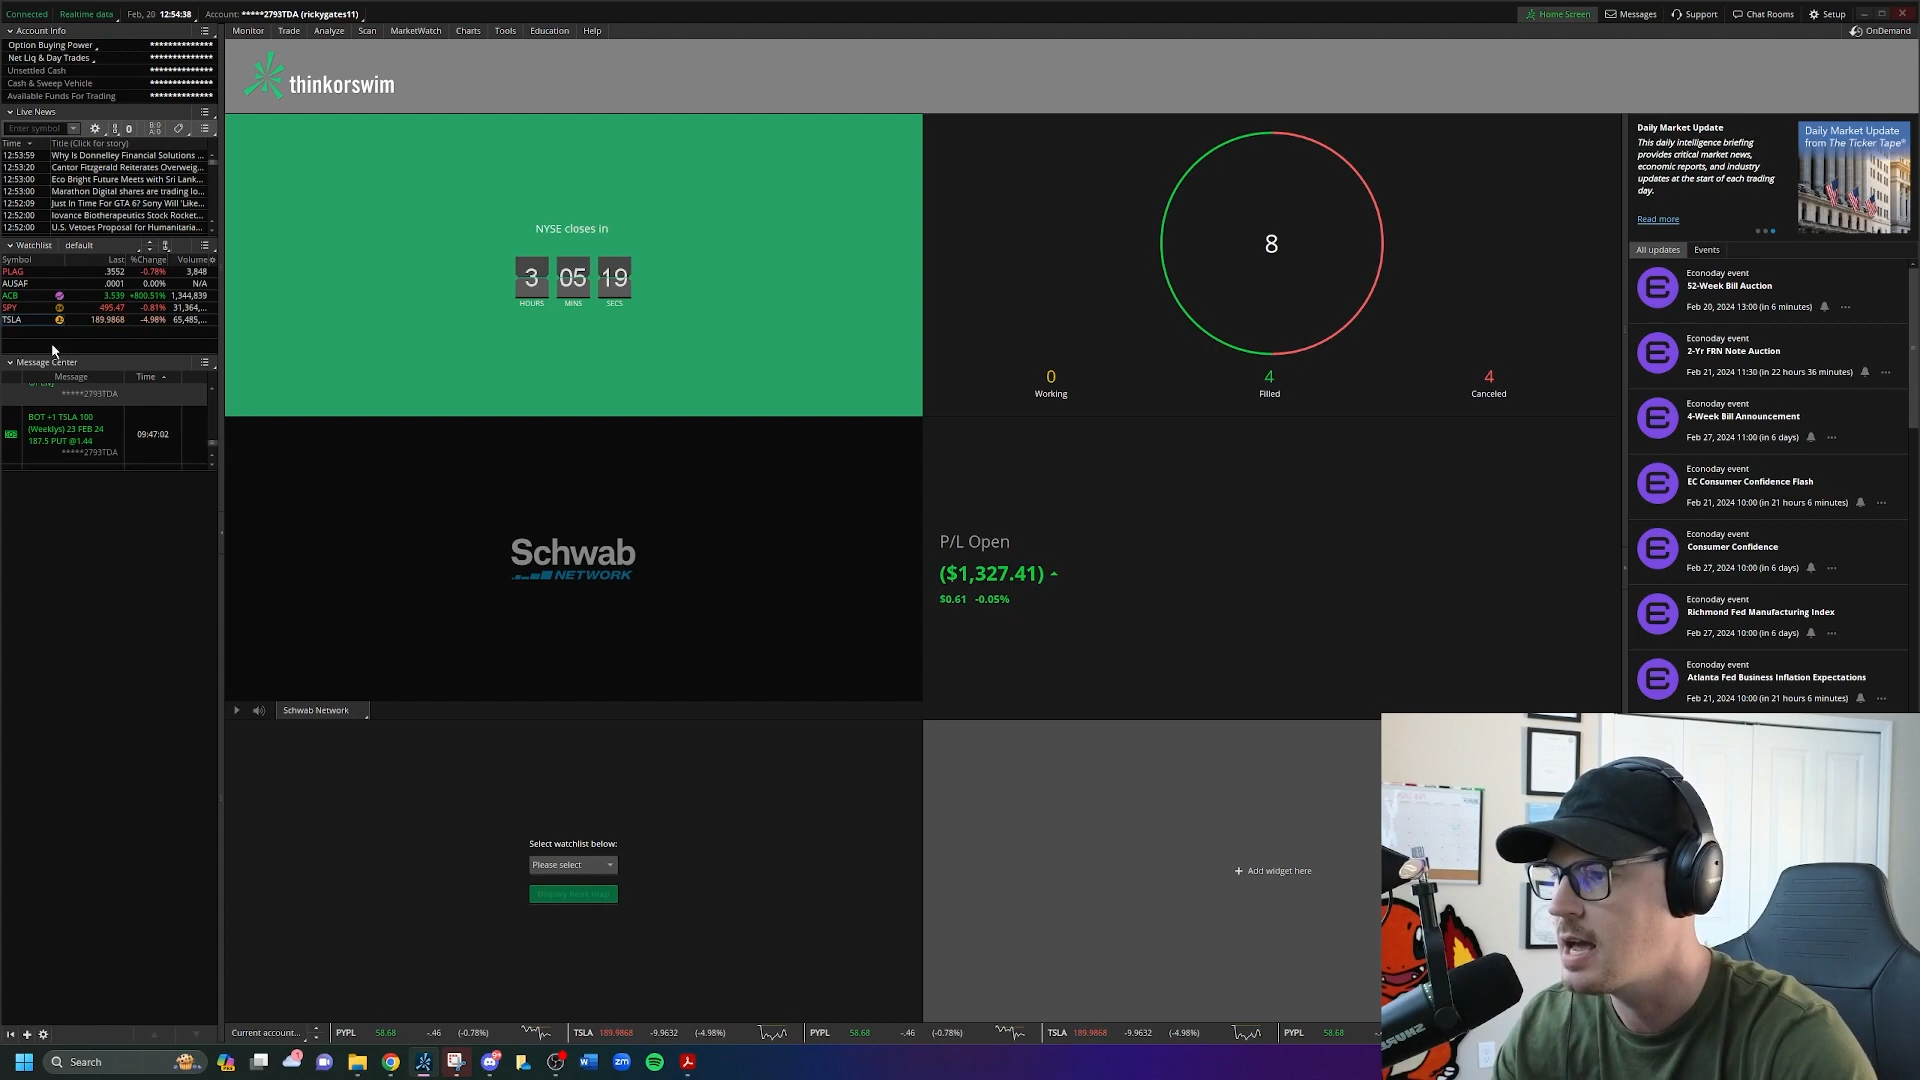 Connected Realtime data Feb, 20 12:54:38 Account: *****2793TDA (rickygates11)
Home Screen Messages Support Chat Rooms Setup
Account Info
Monitor Trade Analyze Scan MarketWatch Charts Tools Education Help
OnDemand
Option Buying Power **************
Net Liq & Day Trades **************
Unsettled Cash **************
Cash & Sweep Vehicle **************
Available Funds For Trading **************
thinkorswim
Live News
Enter symbol 0 B:0 A:0
Time Title (Click for story)
12:53:59 Why Is Donnelley Financial Solutions ...
12:53:20 Cantor Fitzgerald Reiterates Overweig...
12:53:00 Eco Bright Future Meets with Sri Lank...
12:53:00 Marathon Digital shares are trading lo...
12:52:09 Just In Time For GTA 6? Sony Will 'Like...
12:52:00 Iovance Biotherapeutics Stock Rocket...
12:52:00 U.S. Vetoes Proposal for Humanitaria...
Watchlist default
Symbol Last %Change Volume
PLAG .3552 -0.78% 3,848
AUSAF .0001 0.00% N/A
ACB 3.539 +800.51% 1,344,839
SPY 495.47 -0.81% 31,364,...
TSLA 189.9868 -4.98% 65,485,...
Message Center
Message Time
*****2793TDA
BOT +1 TSLA 100
(Weeklys) 23 FEB 24
187.5 PUT @1.44
*****2793TDA
09:47:02
NYSE closes in
3 05 19
HOURS MINS SECS
8
0 4 4
Working Filled Canceled
Schwab
NETWORK
P/L Open
($1,327.41)
$0.61 -0.05%
Schwab Network
Select watchlist below:
Please select
Display heat map
+ Add widget here
Daily Market Update
This daily intelligence briefing
provides critical market news,
economic reports, and industry
updates at the start of each trading
day.
Read more
Daily Market Update
from The Ticker Tape®
All updates Events
Econoday event
52-Week Bill Auction
Feb 20, 2024 13:00 (in 6 minutes)
Econoday event
2-Yr FRN Note Auction
Feb 21, 2024 11:30 (in 22 hours 36 minutes)
Econoday event
4-Week Bill Announcement
Feb 27, 2024 11:00 (in 6 days)
Econoday event
EC Consumer Confidence Flash
Feb 21, 2024 10:00 (in 21 hours 6 minutes)
Econoday event
Consumer Confidence
Feb 27, 2024 10:00 (in 6 days)
Econoday event
Richmond Fed Manufacturing Index
Feb 27, 2024 10:00 (in 6 days)
Econoday event
Atlanta Fed Business Inflation Expectations
Feb 21, 2024 10:00 (in 21 hours 6 minutes)
SHURE
Current account... PYPL 58.68 -.46 (-0.78%) TSLA 189.9868 -9.9632 (-4.98%) PYPL 58.68 -.46 (-0.78%) TSLA 189.9868 -9.9632 (-4.98%) PYPL 58.68
Search